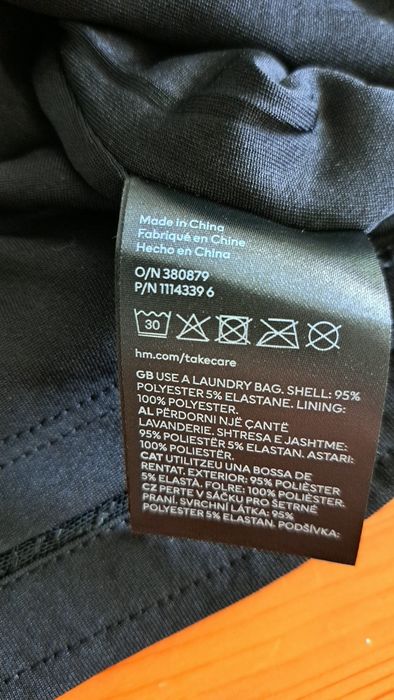 Made in China
Fabriqué en Chine
Hecho en China
O/N 380879
P/N 1114339 6
30
hm.com/takecare
GB USE A LAUNDRY BAG. SHELL: 95%
POLYESTER 5% ELASTANE. LINING:
100% POLYESTER.
AL PËRDORNI NJË ÇANTË
LAVANDERIE. SHTRESA E JASHTME:
95% POLIESTËR 5% ELASTAN. ASTARI:
100% POLIESTËR.
CAT UTILITZEU UNA BOSSA DE
RENTAT. EXTERIOR: 95% POLIÈSTER
5% ELASTÀ. FOLRE: 100% POLIÈSTER.
CZ PERTE V SÁČKU PRO ŠETRNÉ
PRANÍ. SVRCHNÍ LÁTKA: 95%
POLYESTER 5% ELASTAN. PODŠÍVKA: